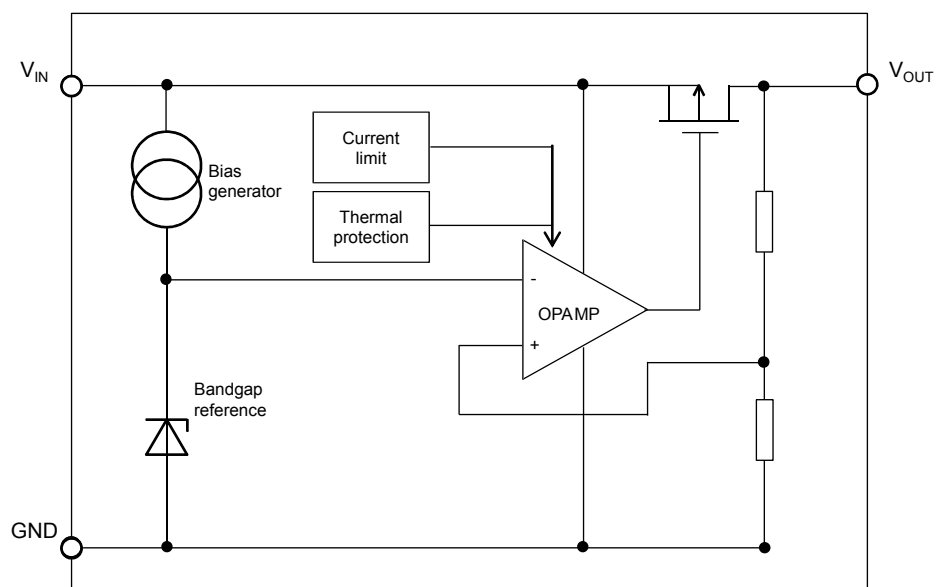 V_IN
V_OUT
Current
limit
Bias
generator
Thermal
protection
-
OPAMP
+
Bandgap
reference
GND